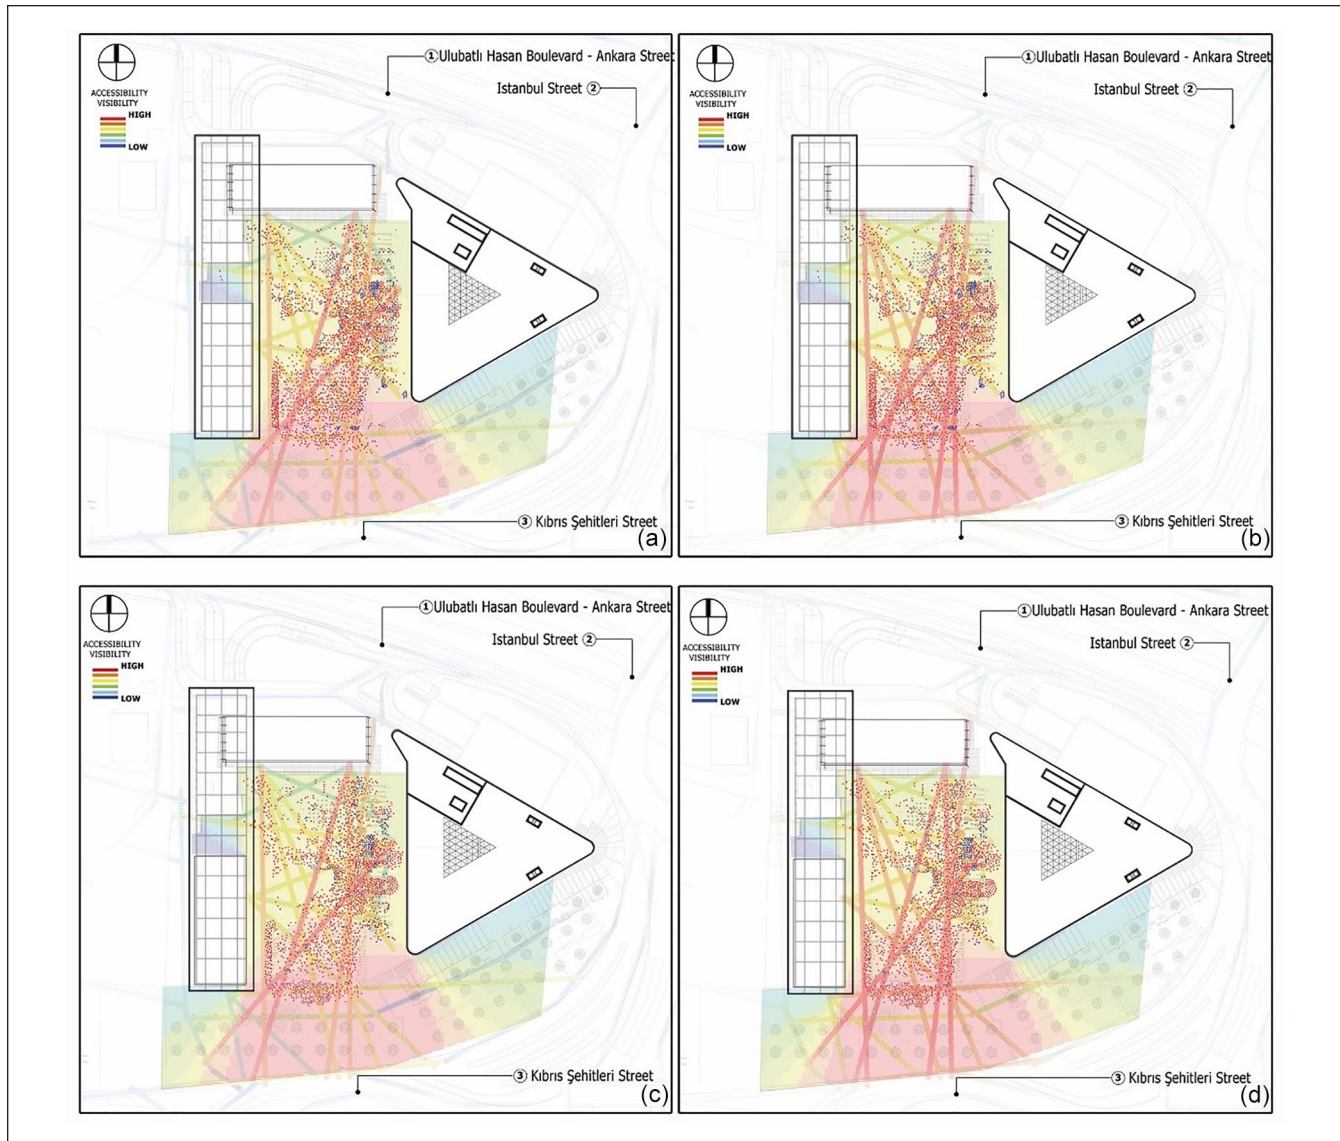 ①Ulubatlı Hasan Boulevard - Ankara Street
Istanbul Street ②
ACCESSIBILITY
VISIBILITY
HIGH
LOW
③ Kıbrıs Şehitleri Street
(a)
①Ulubatlı Hasan Boulevard - Ankara Street
Istanbul Street ②
ACCESSIBILITY
VISIBILITY
HIGH
LOW
③ Kıbrıs Şehitleri Street
(b)
①Ulubatlı Hasan Boulevard - Ankara Street
Istanbul Street ②
ACCESSIBILITY
VISIBILITY
HIGH
LOW
③ Kıbrıs Şehitleri Street
(c)
①Ulubatlı Hasan Boulevard - Ankara Street
Istanbul Street ②
ACCESSIBILITY
VISIBILITY
HIGH
LOW
③ Kıbrıs Şehitleri Street
(d)